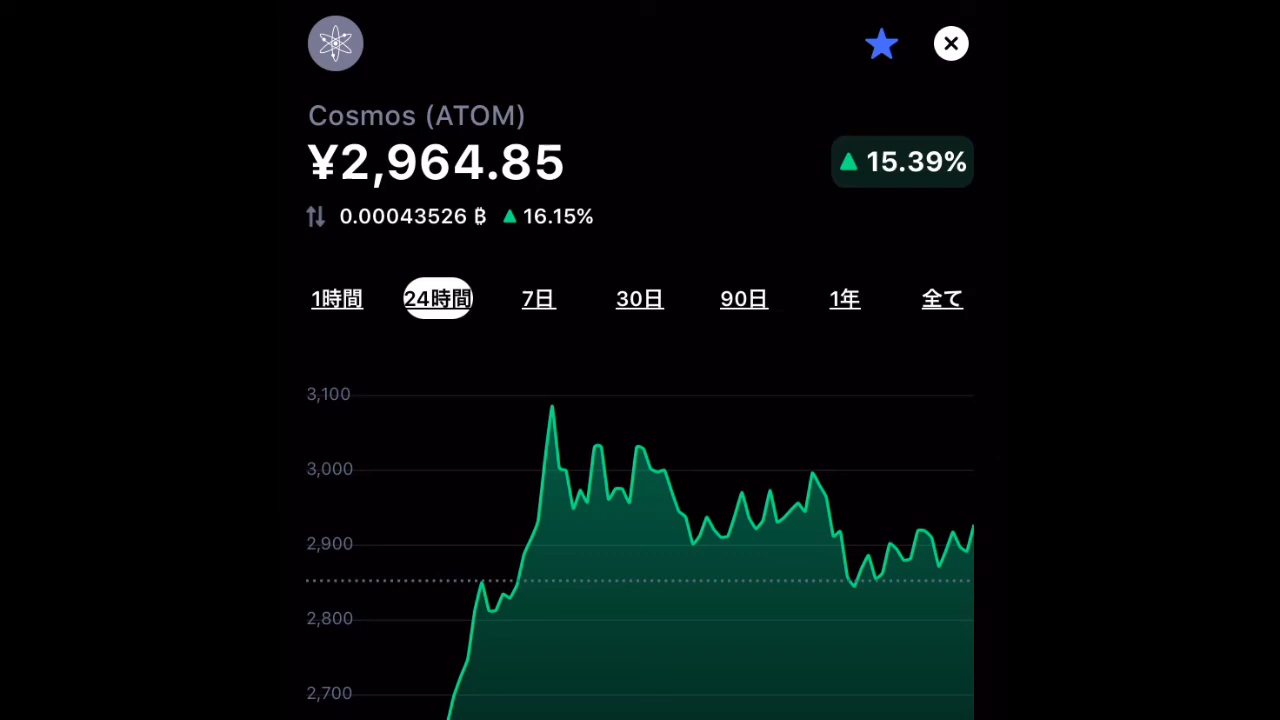 Cosmos (ATOM)
¥2,964.85
15.39%
0.00043526 ₿ 16.15%
1時間 24時間 7日 30日 90日 1年 全て
3,100
3,000
2,900
2,800
2,700